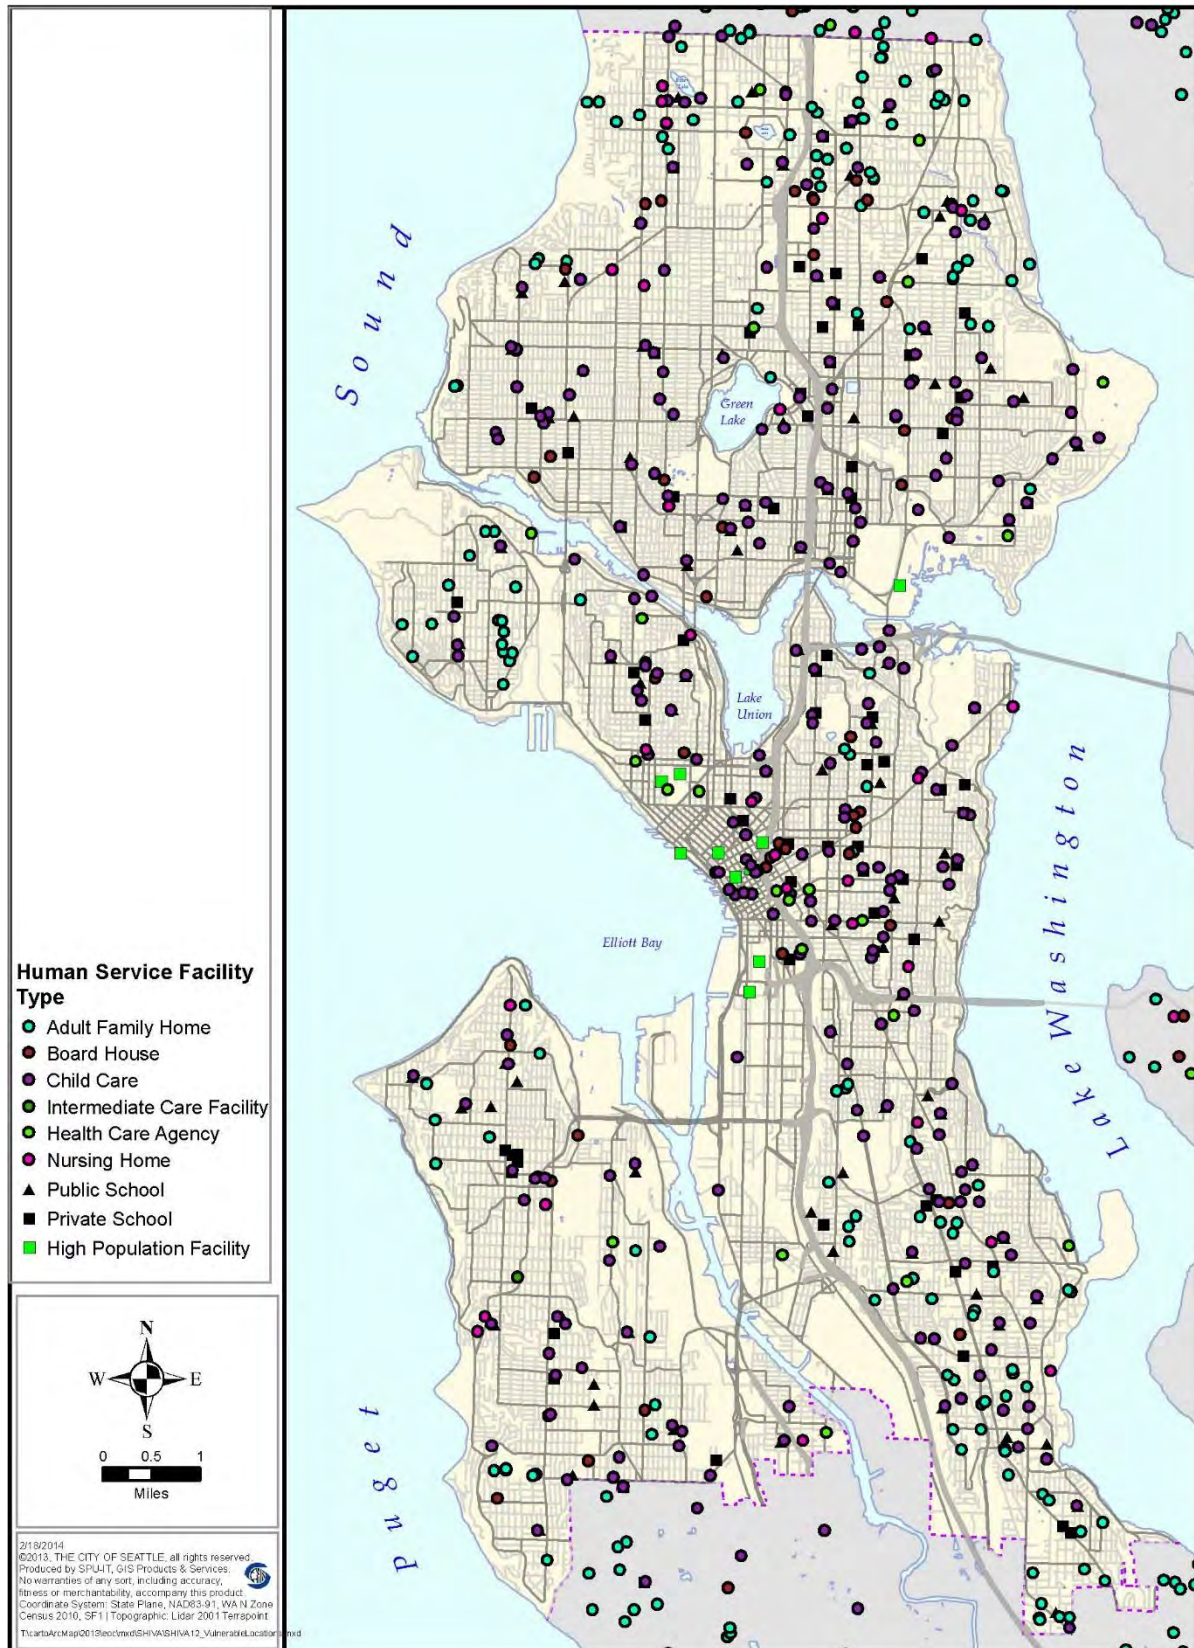 Sound
Green
Lake
Lake
Union
Elliott Bay
Lake Washington
Puget
Human Service Facility
Type
Adult Family Home
Board House
Child Care
Intermediate Care Facility
Health Care Agency
Nursing Home
Public School
Private School
High Population Facility
N
W
E
S
0 0.5 1
Miles
2/18/2014
©2013, THE CITY OF SEATTLE, all rights reserved.
Produced by SPU-IT, GIS Products & Services.
No warranties of any sort, including accuracy,
fitness or merchantability, accompany this product.
Coordinate System: State Plane, NAD83-91, WA N Zone
Census 2010, SF1 | Topographic: Lidar 2001 Terrapoint